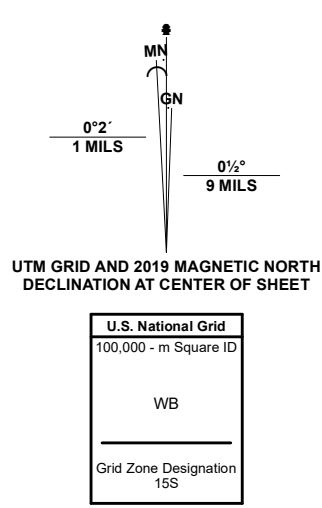 MN
GN
0°2´
1 MILS
0½°
9 MILS
UTM GRID AND 2019 MAGNETIC NORTH
DECLINATION AT CENTER OF SHEET
U.S. National Grid
100,000 - m Square ID
WB
Grid Zone Designation
15S